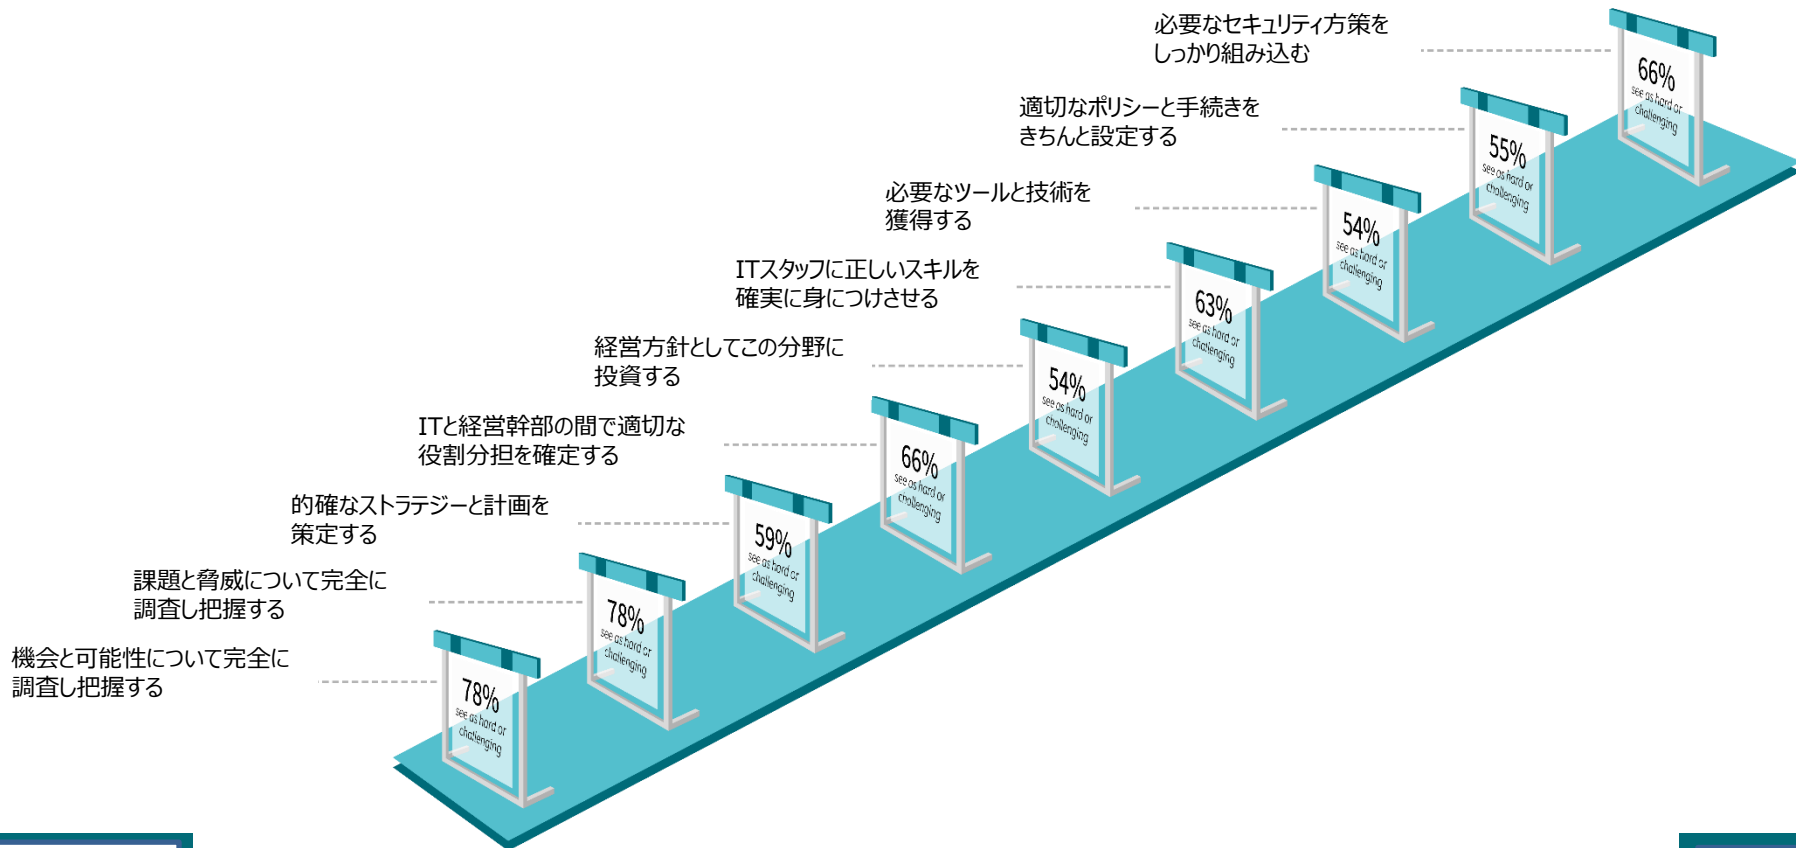 必要なセキュリティ方策を
しっかり組み込む
66%
see as hard or
challenging
適切なポリシーと手続きを
きちんと設定する
55%
see as hard or
challenging
必要なツールと技術を
獲得する
54%
see as hard or
challenging
ITスタッフに正しいスキルを
確実に身につけさせる
63%
see as hard or
challenging
経営方針としてこの分野に
投資する
54%
see as hard or
challenging
ITと経営幹部の間で適切な
役割分担を確定する
66%
see as hard or
challenging
的確なストラテジーと計画を
策定する
59%
see as hard or
challenging
課題と脅威について完全に
調査し把握する
78%
see as hard or
challenging
機会と可能性について完全に
調査し把握する
78%
see as hard or
challenging